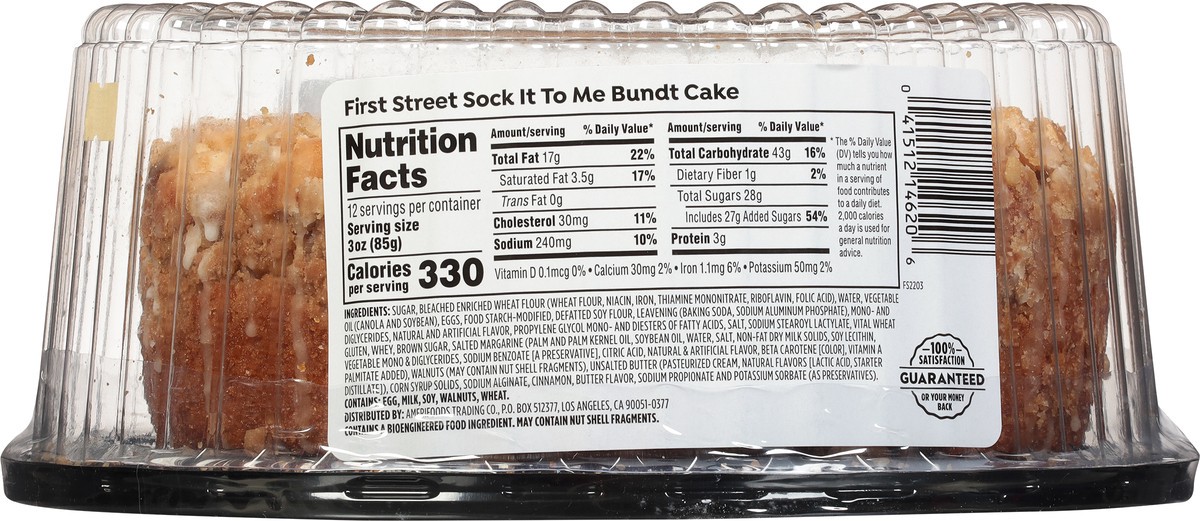 First Street Sock It To Me Bundt Cake
Nutrition
Facts
12 servings per container
Serving size
3oz (85g)
Calories
per serving 330
Amount/serving % Daily Value*
Total Fat 17g 22%
Saturated Fat 3.5g 17%
Trans Fat 0g
Cholesterol 30mg 11%
Sodium 240mg 10%
Amount/serving % Daily Value*
Total Carbohydrate 43g 16%
Dietary Fiber 1g 2%
Total Sugars 28g
Includes 27g Added Sugars 54%
Protein 3g
Vitamin D 0.1mcg 0% • Calcium 30mg 2% • Iron 1.1mg 6% • Potassium 50mg 2%
* The % Daily Value
(DV) tells you how
much a nutrient
in a serving of
food contributes
to a daily diet.
2,000 calories
a day is used for
general nutrition
advice.
0 41512 14620 6
FS2203
INGREDIENTS: SUGAR, BLEACHED ENRICHED WHEAT FLOUR (WHEAT FLOUR, NIACIN, IRON, THIAMINE MONONITRATE, RIBOFLAVIN, FOLIC ACID), WATER, VEGETABLE
OIL (CANOLA AND SOYBEAN), EGGS, FOOD STARCH-MODIFIED, DEFATTED SOY FLOUR, LEAVENING (BAKING SODA, SODIUM ALUMINUM PHOSPHATE), MONO- AND
DIGLYCERIDES, NATURAL AND ARTIFICIAL FLAVOR, PROPYLENE GLYCOL MONO- AND DIESTERS OF FATTY ACIDS, SALT, SODIUM STEAROYL LACTYLATE, VITAL WHEAT
GLUTEN, WHEY, BROWN SUGAR, SALTED MARGARINE (PALM AND PALM KERNEL OIL, SOYBEAN OIL, WATER, SALT, NON-FAT DRY MILK SOLIDS, SOY LECITHIN,
VEGETABLE MONO & DIGLYCERIDES, SODIUM BENZOATE [A PRESERVATIVE], CITRIC ACID, NATURAL & ARTIFICIAL FLAVOR, BETA CAROTENE [COLOR], VITAMIN A
PALMITATE ADDED), WALNUTS (MAY CONTAIN NUT SHELL FRAGMENTS), UNSALTED BUTTER (PASTEURIZED CREAM, NATURAL FLAVORS [LACTIC ACID, STARTER
DISTILLATE]), CORN SYRUP SOLIDS, SODIUM ALGINATE, CINNAMON, BUTTER FLAVOR, SODIUM PROPIONATE AND POTASSIUM SORBATE (AS PRESERVATIVES).
CONTAINS: EGG, MILK, SOY, WALNUTS, WHEAT.
DISTRIBUTED BY: AMERIFOODS TRADING CO., P.O. BOX 512377, LOS ANGELES, CA 90051-0377
CONTAINS A BIOENGINEERED FOOD INGREDIENT. MAY CONTAIN NUT SHELL FRAGMENTS.
—100%—
SATISFACTION
GUARANTEED
OR YOUR MONEY
BACK